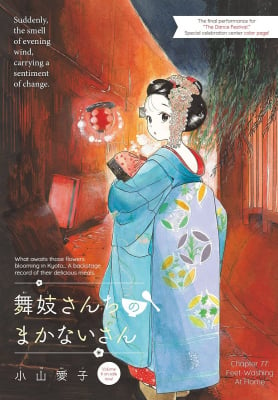 Suddenly,
the smell
of evening
wind,
carrying a
sentiment
of change.
The final performance for
"The Dance Festival"
Special celebration center color page!
What awaits those flowers
blooming in Kyoto... A backstage
record of their delicious meals.
舞妓さんちの
まかないさん
小山愛子
Chapter 77:
Feet-Washing
At Home